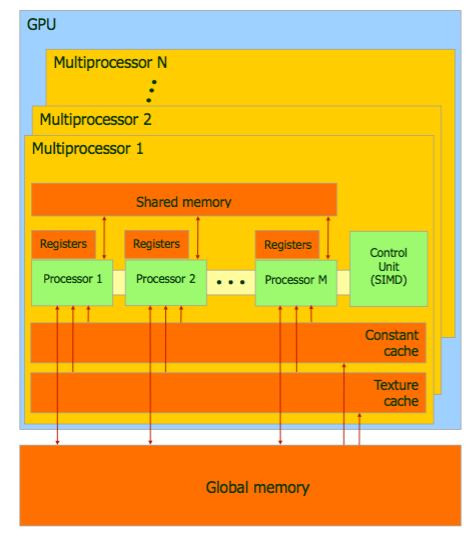 GPU
Multiprocessor N
Multiprocessor 2
Multiprocessor 1
Shared memory
Registers
Registers
Registers
Processor 1
Processor 2
Processor M
Control
Unit
(SIMD)
Constant
cache
Texture
cache
Global memory